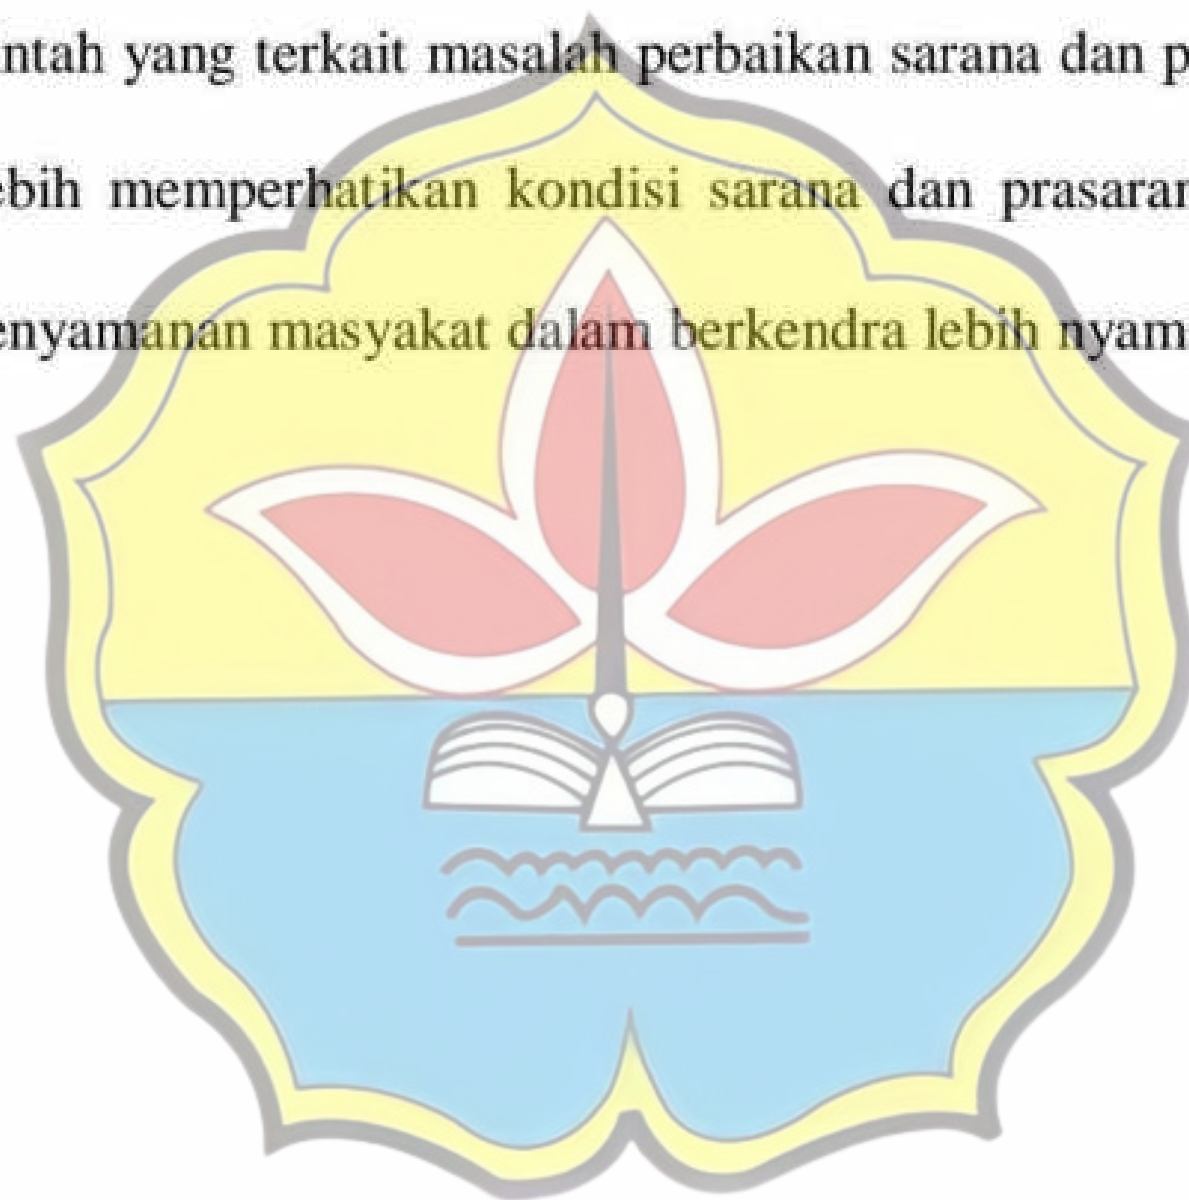 ntah yang terkait masalah perbaikan sarana dan p
ebih memperhatikan kondisi sarana dan prasaran
enyamanan masyakat dalam berkendra lebih nyam